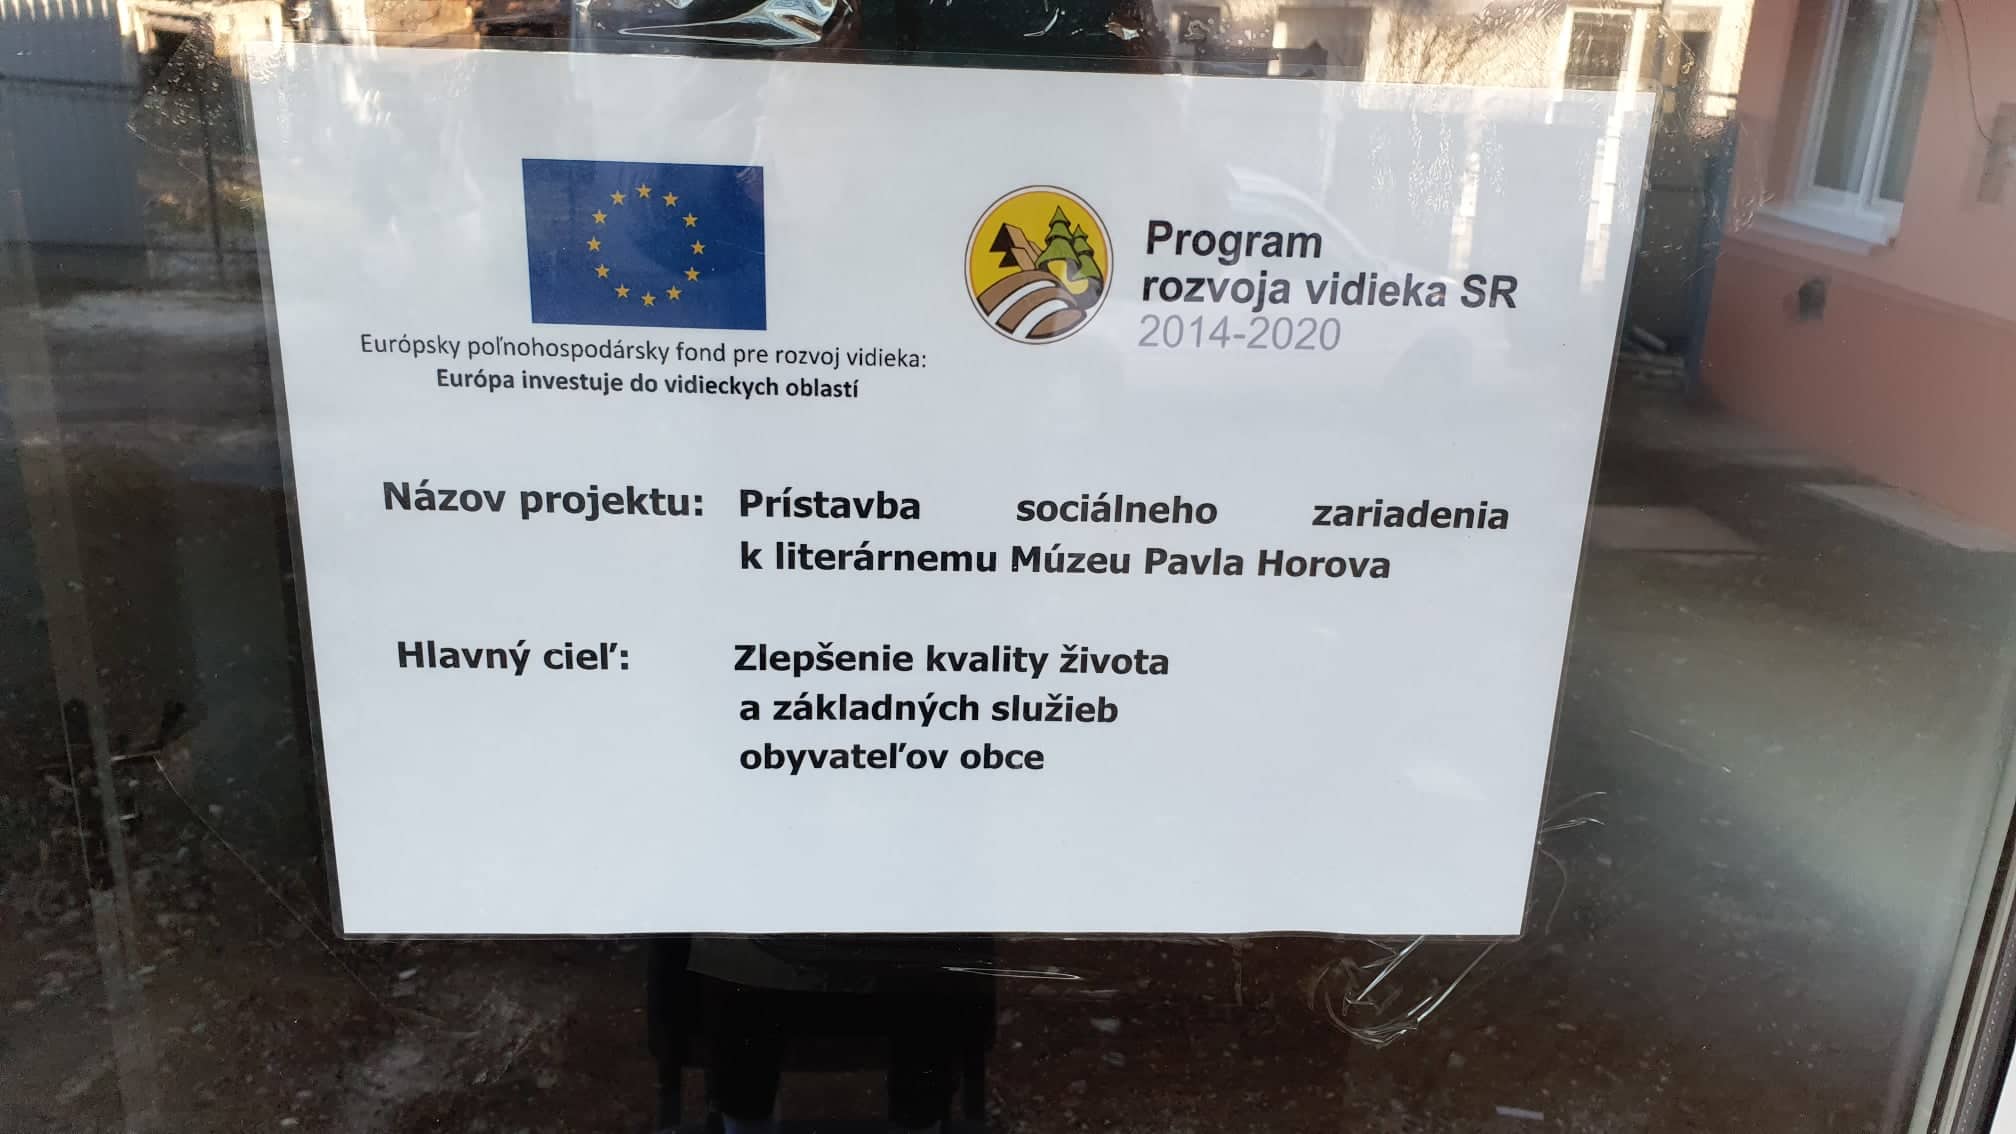 Európsky poľnohospodársky fond pre rozvoj vidieka:
Európa investuje do vidieckych oblastí
Program
rozvoja vidieka SR
2014-2020
Názov projektu: Prístavba sociálneho zariadenia
k literárnemu Múzeu Pavla Horova
Hlavný cieľ: Zlepšenie kvality života
a základných služieb
obyvateľov obce